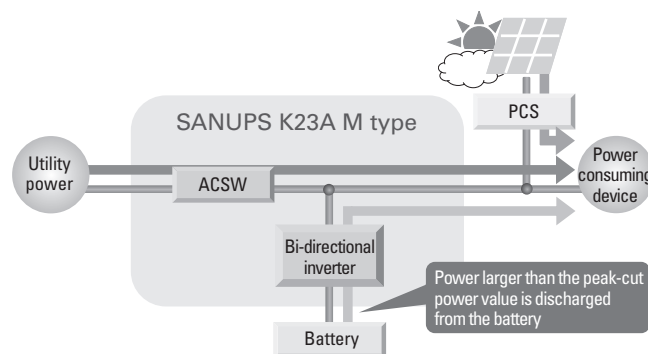 SANUPS K23A M type
PCS
Utility
power
ACSW
Power
consuming
device
Bi-directional
inverter
Power larger than the peak-cut
power value is discharged
from the battery
Battery